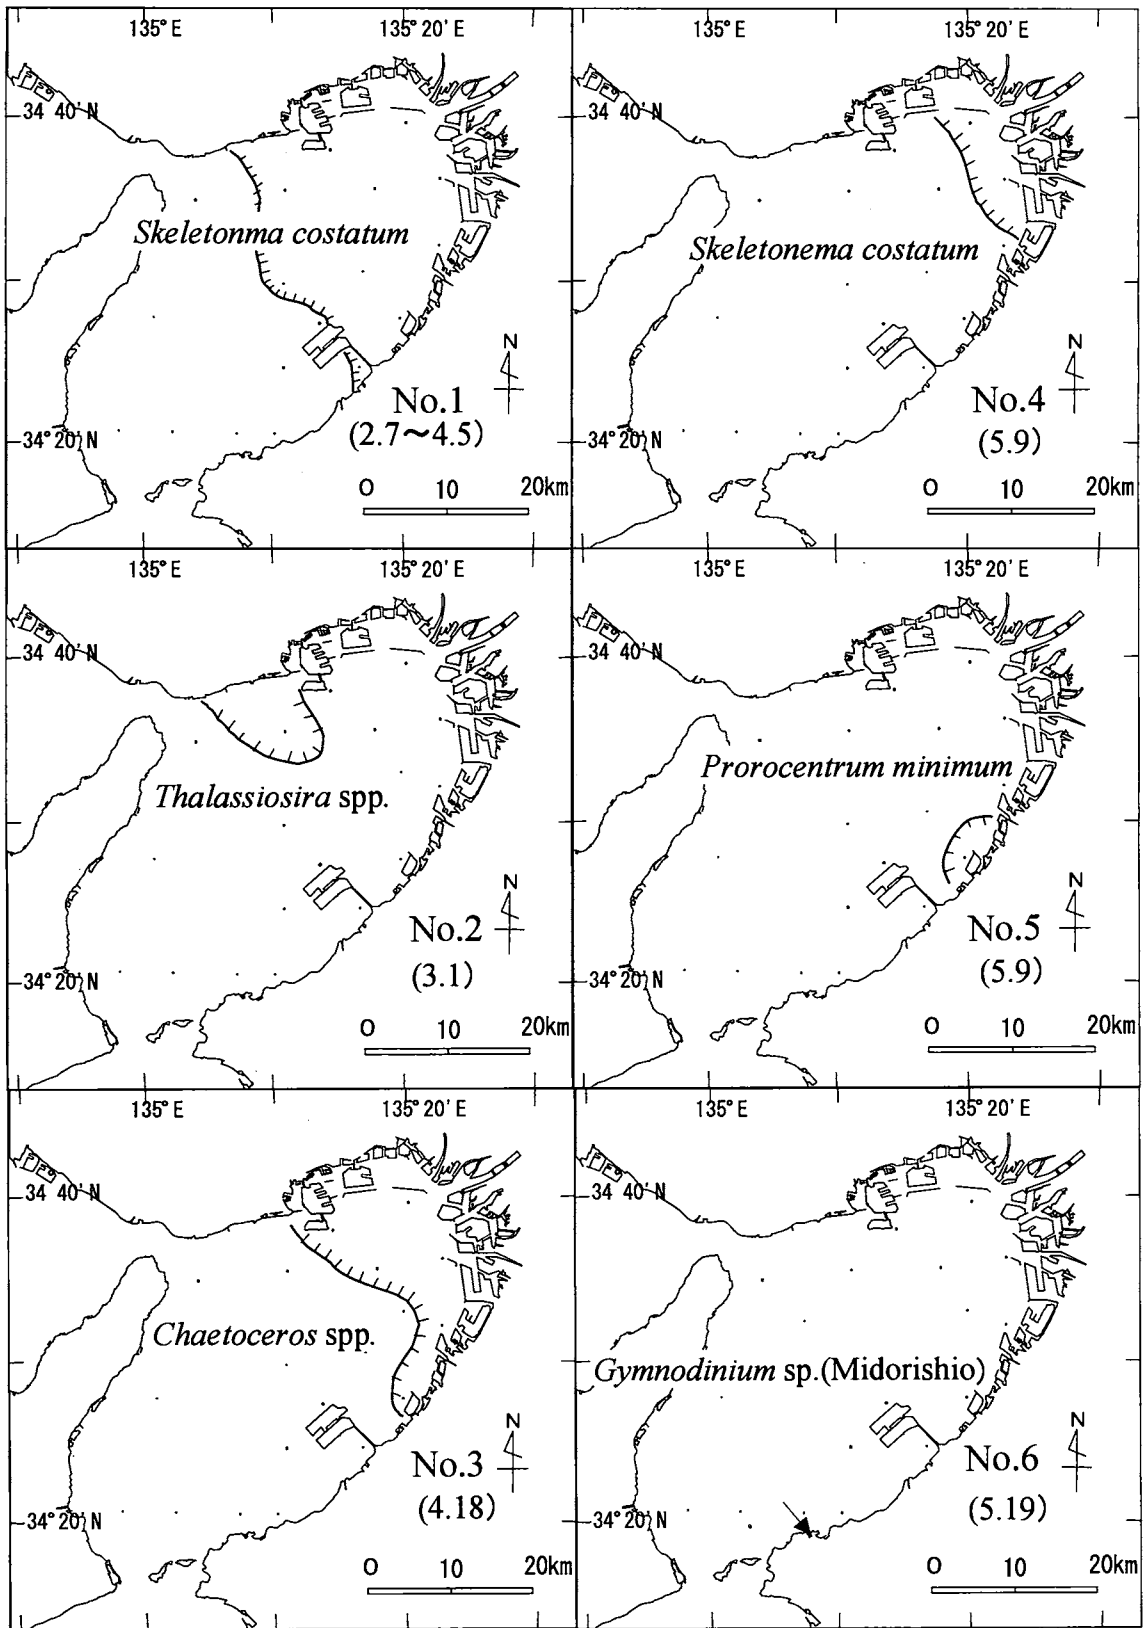 135°E 135°20' E
34 40' N
Skeletonma costatum
N
No.1
(2.7〜4.5)
34°20' N
0 10 20km
135°E 135°20' E
34 40' N
Skeletonema costatum
N
No.4
(5.9)
34°20' N
0 10 20km
135°E 135°20' E
34 40' N
Thalassiosira spp.
N
No.2
(3.1)
34°20' N
0 10 20km
135°E 135°20' E
34 40' N
Prorocentrum minimum
N
No.5
(5.9)
34°20' N
0 10 20km
135°E 135°20' E
34 40' N
Chaetoceros spp.
N
No.3
(4.18)
34°20' N
0 10 20km
135°E 135°20' E
34 40' N
Gymnodinium sp.(Midorishio)
N
No.6
(5.19)
34°20' N
0 10 20km